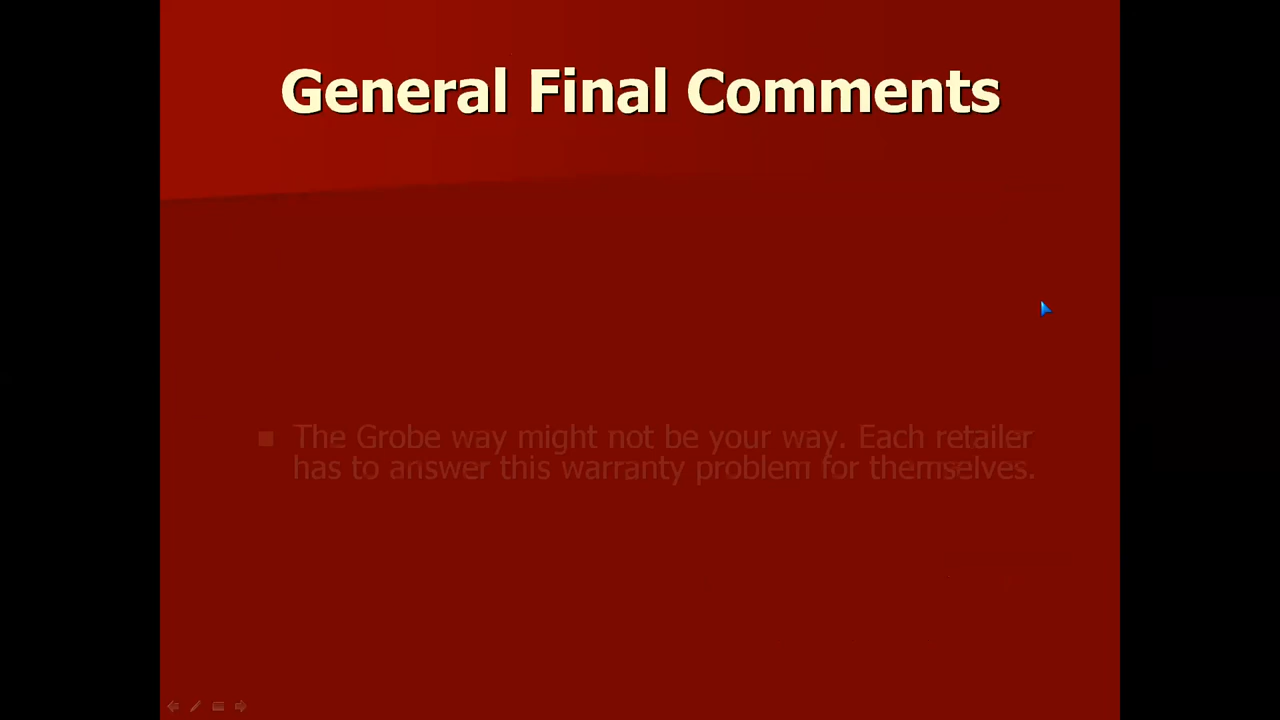 General Final Comments
The Grobe way might not be your way. Each retailer
has to answer this warranty problem for themselves.